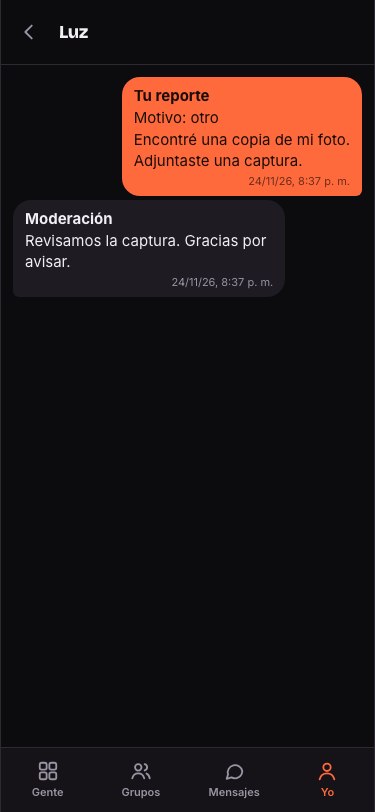 Luz
Tu reporte
Motivo: otro
Encontré una copia de mi foto.
Adjuntaste una captura.
24/11/26, 8:37 p. m.
Moderación
Revisamos la captura. Gracias por
avisar.
24/11/26, 8:37 p. m.
Gente
Grupos
Mensajes
Yo